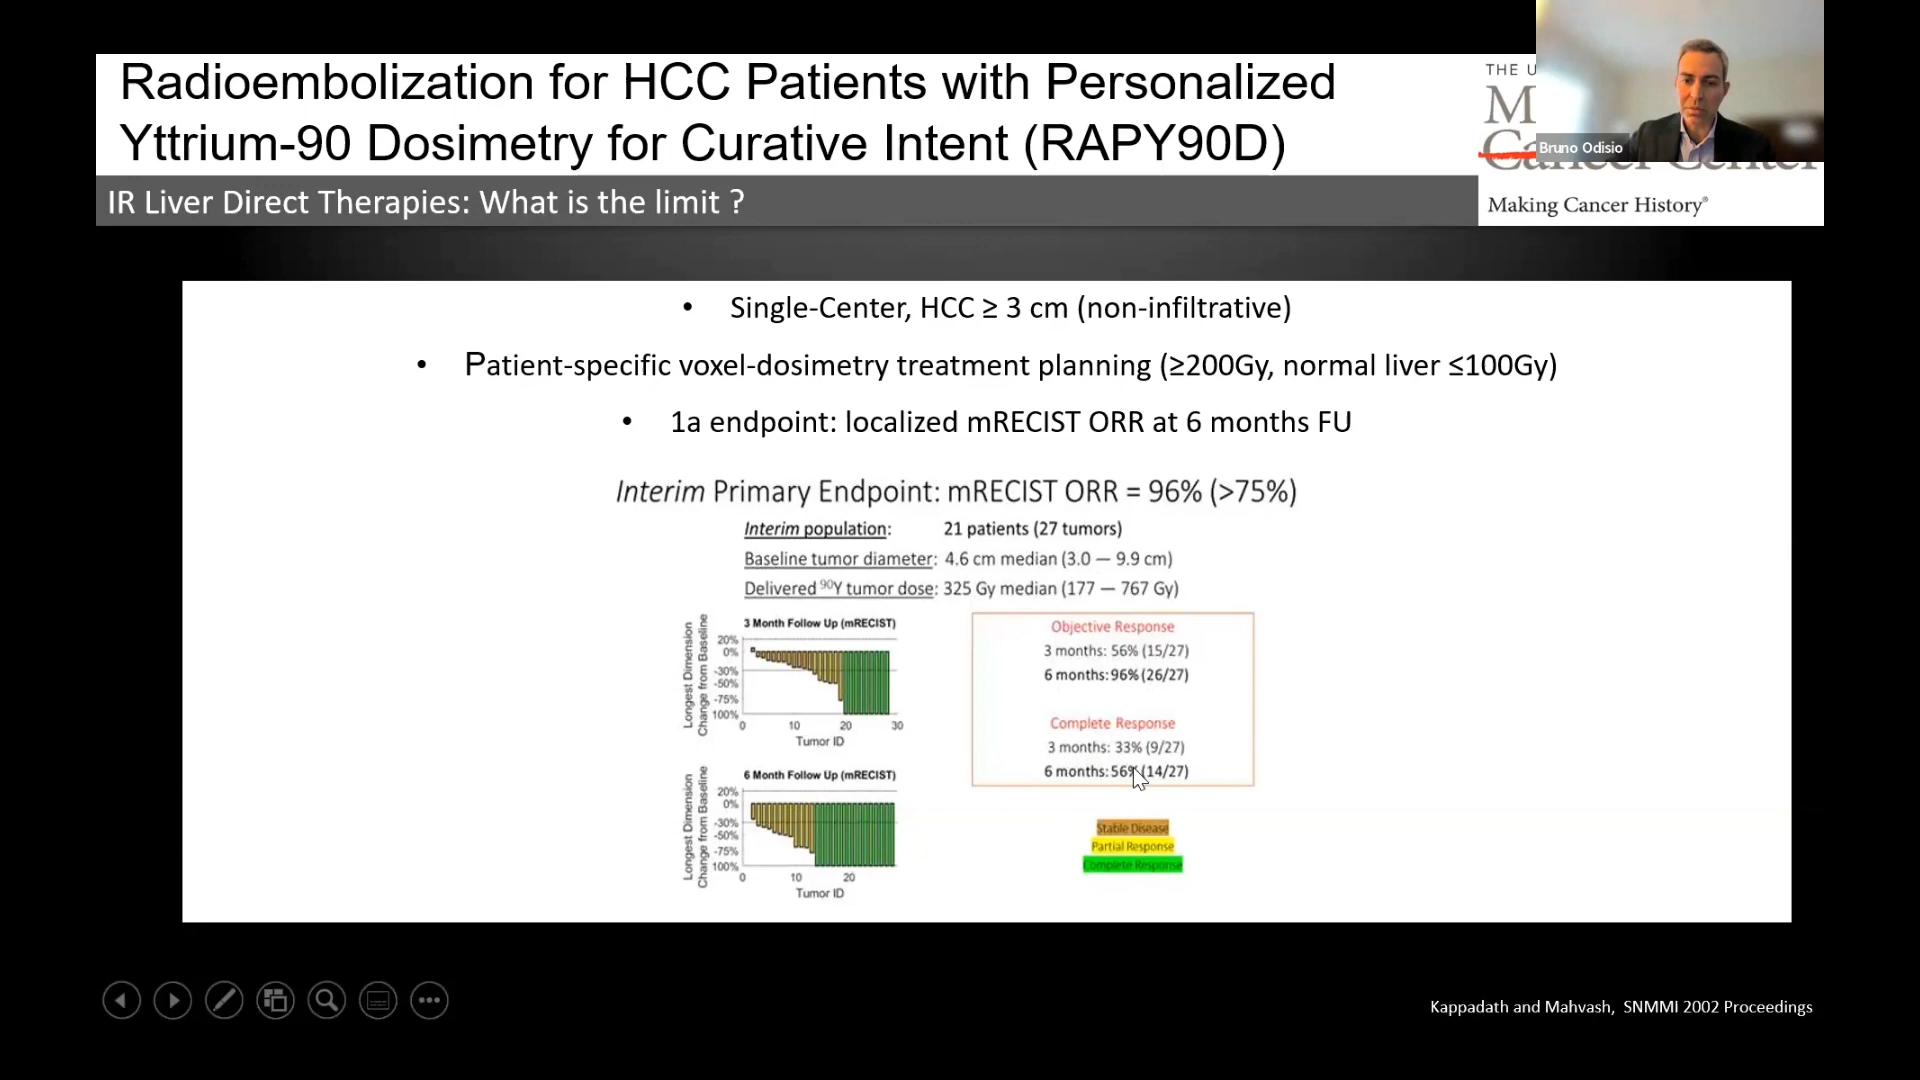 Radioembolization for HCC Patients with Personalized
Yttrium-90 Dosimetry for Curative Intent (RAPY90D)
THE U
M
Cancer Center
Bruno Odisio
Making Cancer History®
IR Liver Direct Therapies: What is the limit ?
• Single-Center, HCC ≥ 3 cm (non-infiltrative)
• Patient-specific voxel-dosimetry treatment planning (≥200Gy, normal liver ≤100Gy)
• 1a endpoint: localized mRECIST ORR at 6 months FU
Interim Primary Endpoint: mRECIST ORR = 96% (>75%)
Interim population: 21 patients (27 tumors)
Baseline tumor diameter: 4.6 cm median (3.0 — 9.9 cm)
Delivered ⁹⁰Y tumor dose: 325 Gy median (177 — 767 Gy)
3 Month Follow Up (mRECIST)
Longest Dimension
Change from Baseline
20%
0%
-30%
-50%
-75%
100%
0 10 20 30
Tumor ID
6 Month Follow Up (mRECIST)
Longest Dimension
Change from Baseline
20%
0%
-30%
-50%
-75%
100%
0 10 20
Tumor ID
Objective Response
3 months: 56% (15/27)
6 months: 96% (26/27)
Complete Response
3 months: 33% (9/27)
6 months: 56% (14/27)
Stable Disease
Partial Response
Complete Response
Kappadath and Mahvash, SNMMI 2002 Proceedings